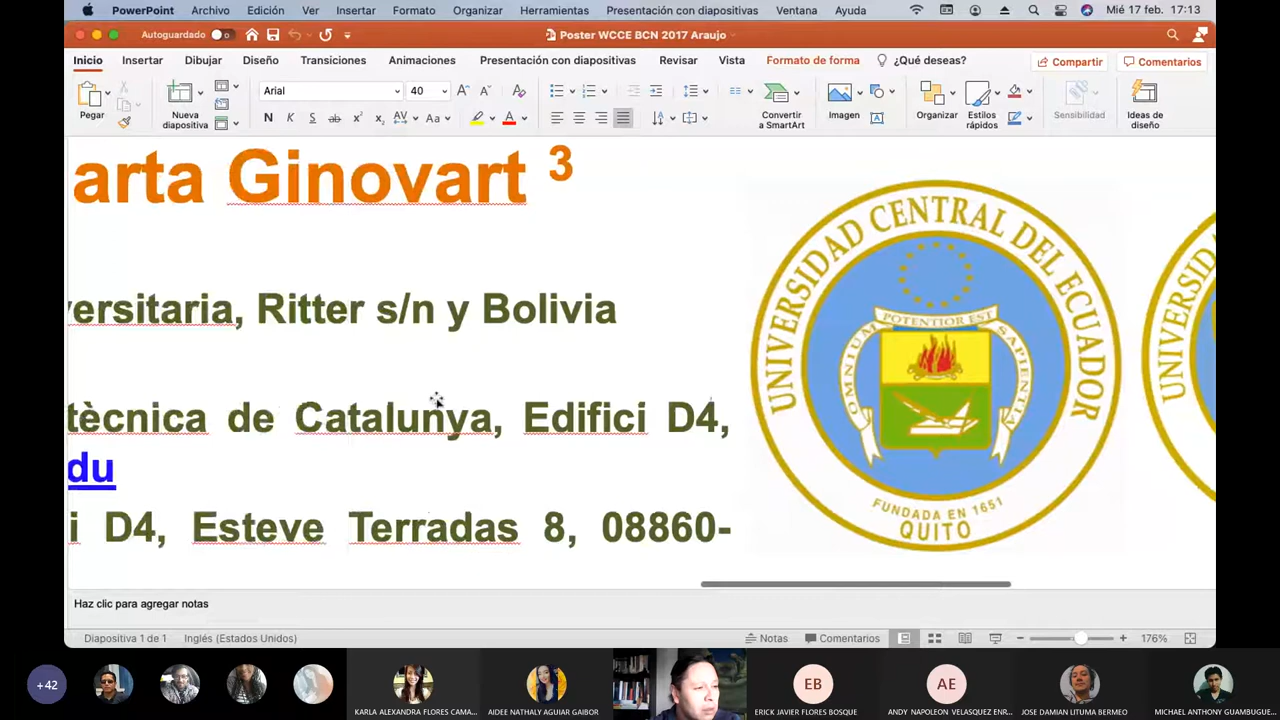 PowerPoint Archivo Edición Ver Insertar Formato Organizar Herramientas Presentación con diapositivas Ventana Ayuda Mié 17 feb. 17:13
Autoguardado Poster WCCE BCN 2017 Araujo
Inicio Insertar Dibujar Diseño Transiciones Animaciones Presentación con diapositivas Revisar Vista Formato de forma ¿Qué deseas? Compartir Comentarios
Pegar
Nueva
diapositiva
Arial 40
N K S ab x² x₂ AV Aa A
Convertir
a SmartArt
Imagen
Organizar
Estilos
rápidos
Sensibilidad
Ideas de
diseño
arta Ginovart 3
versitaria, Ritter s/n y Bolivia
tècnica de Catalunya, Edifici D4,
du
i D4, Esteve Terradas 8, 08860-
UNIVERSIDAD CENTRAL DEL ECUADOR
OMNIUM POTENTIOR EST SAPIENTIA
FUNDADA EN 1651
QUITO
Haz clic para agregar notas
Diapositiva 1 de 1 Inglés (Estados Unidos) Notas Comentarios 176%
+42
KARLA ALEXANDRA FLORES CAMA...
AIDEE NATHALY AGUIAR GAIBOR
EB
ERICK JAVIER FLORES BOSQUE
AE
ANDY NAPOLEON VELASQUEZ ENR...
JOSE DAMIAN LITUMA BERMEO
MICHAEL ANTHONY GUAMBUGUE...